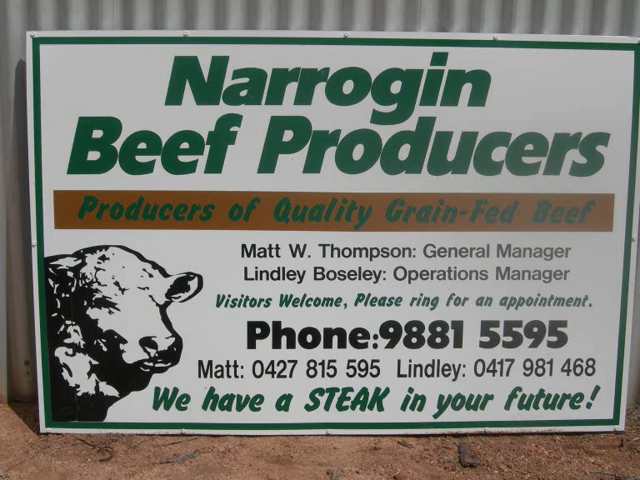 Narrogin
Beef Producers
Producers of Quality Grain-Fed Beef
Matt W. Thompson: General Manager
Lindley Boseley: Operations Manager
Visitors Welcome, Please ring for an appointment.
Phone:9881 5595
Matt: 0427 815 595 Lindley: 0417 981 468
We have a STEAK in your future!